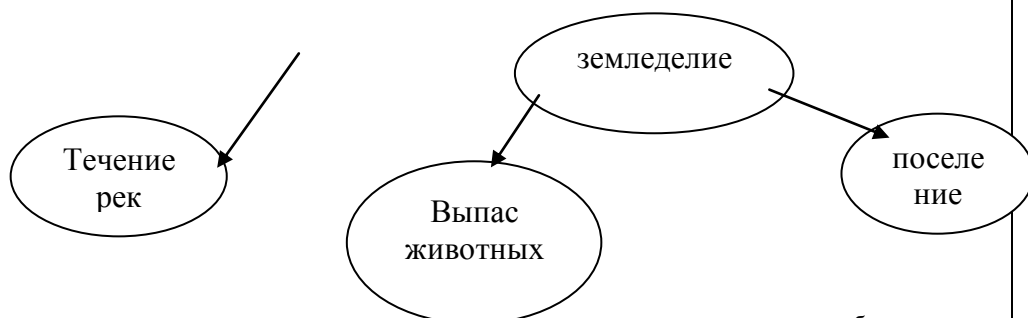 земледелие
Течение
рек
Выпас
животных
поселе
ние